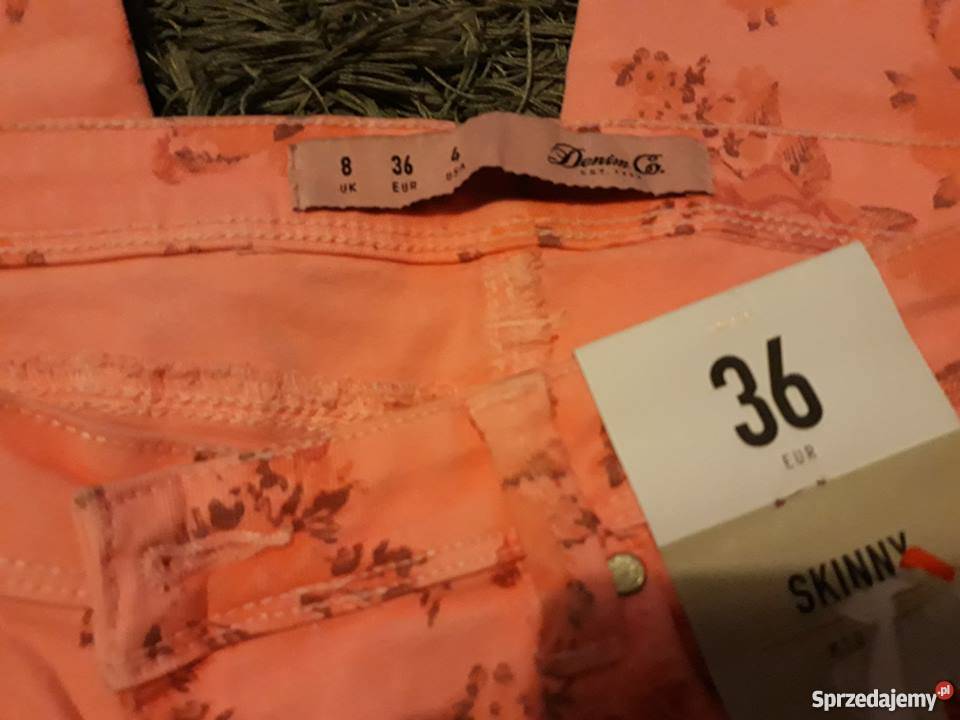 8 36 4
UK EUR USA
Denim Co.
36
EUR
SKINNY
Sprzedajemy.pl